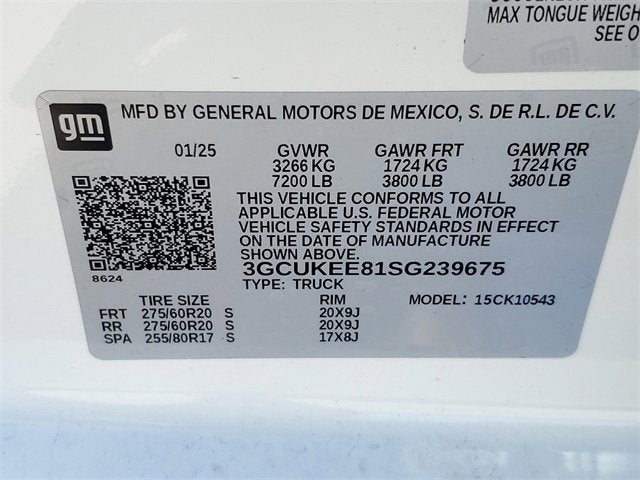 MAX TONGUE WEIGH
SEE O
gm
MFD BY GENERAL MOTORS DE MEXICO, S. DE R.L. DE C.V.
01/25 GVWR GAWR FRT GAWR RR
3266 KG 1724 KG 1724 KG
7200 LB 3800 LB 3800 LB
THIS VEHICLE CONFORMS TO ALL
APPLICABLE U.S. FEDERAL MOTOR
VEHICLE SAFETY STANDARDS IN EFFECT
ON THE DATE OF MANUFACTURE
SHOWN ABOVE.
3GCUKEE81SG239675
8624
TYPE: TRUCK MODEL: 15CK10543
TIRE SIZE RIM
FRT 275/60R20 S 20X9J
RR 275/60R20 S 20X9J
SPA 255/80R17 S 17X8J